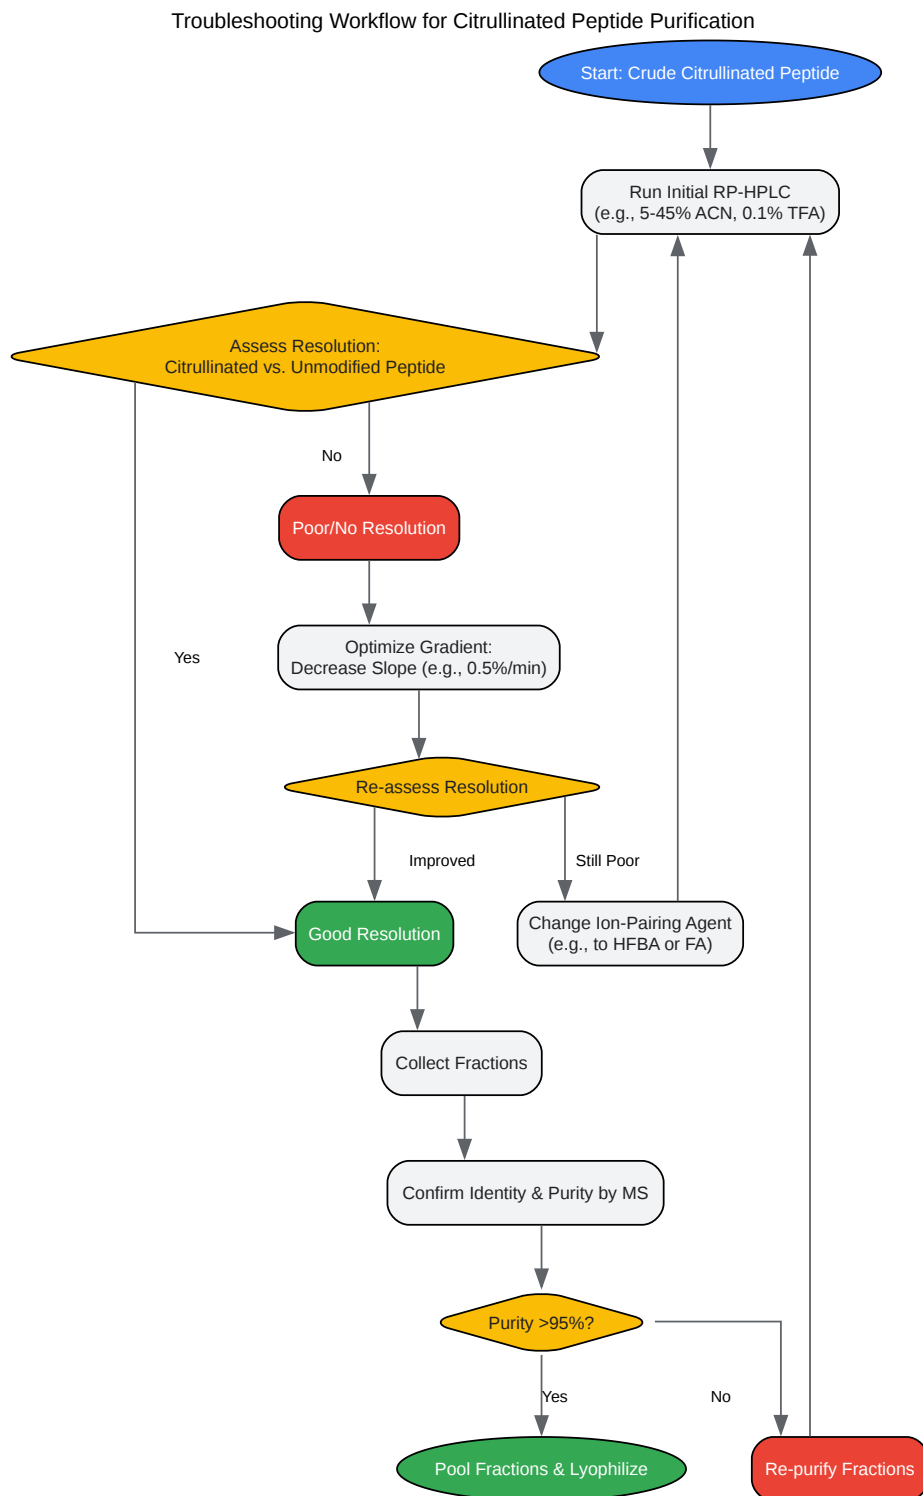 Troubleshooting Workflow for Citrullinated Peptide Purification
Start: Crude Citrullinated Peptide
Run Initial RP-HPLC
(e.g., 5-45% ACN, 0.1% TFA)
Assess Resolution:
Citrullinated vs. Unmodified Peptide
No
Poor/No Resolution
Yes
Optimize Gradient:
Decrease Slope (e.g., 0.5%/min)
Re-assess Resolution
Improved
Still Poor
Good Resolution
Change Ion-Pairing Agent
(e.g., to HFBA or FA)
Collect Fractions
Confirm Identity & Purity by MS
Purity >95%?
Yes
No
Pool Fractions & Lyophilize
Re-purify Fractions